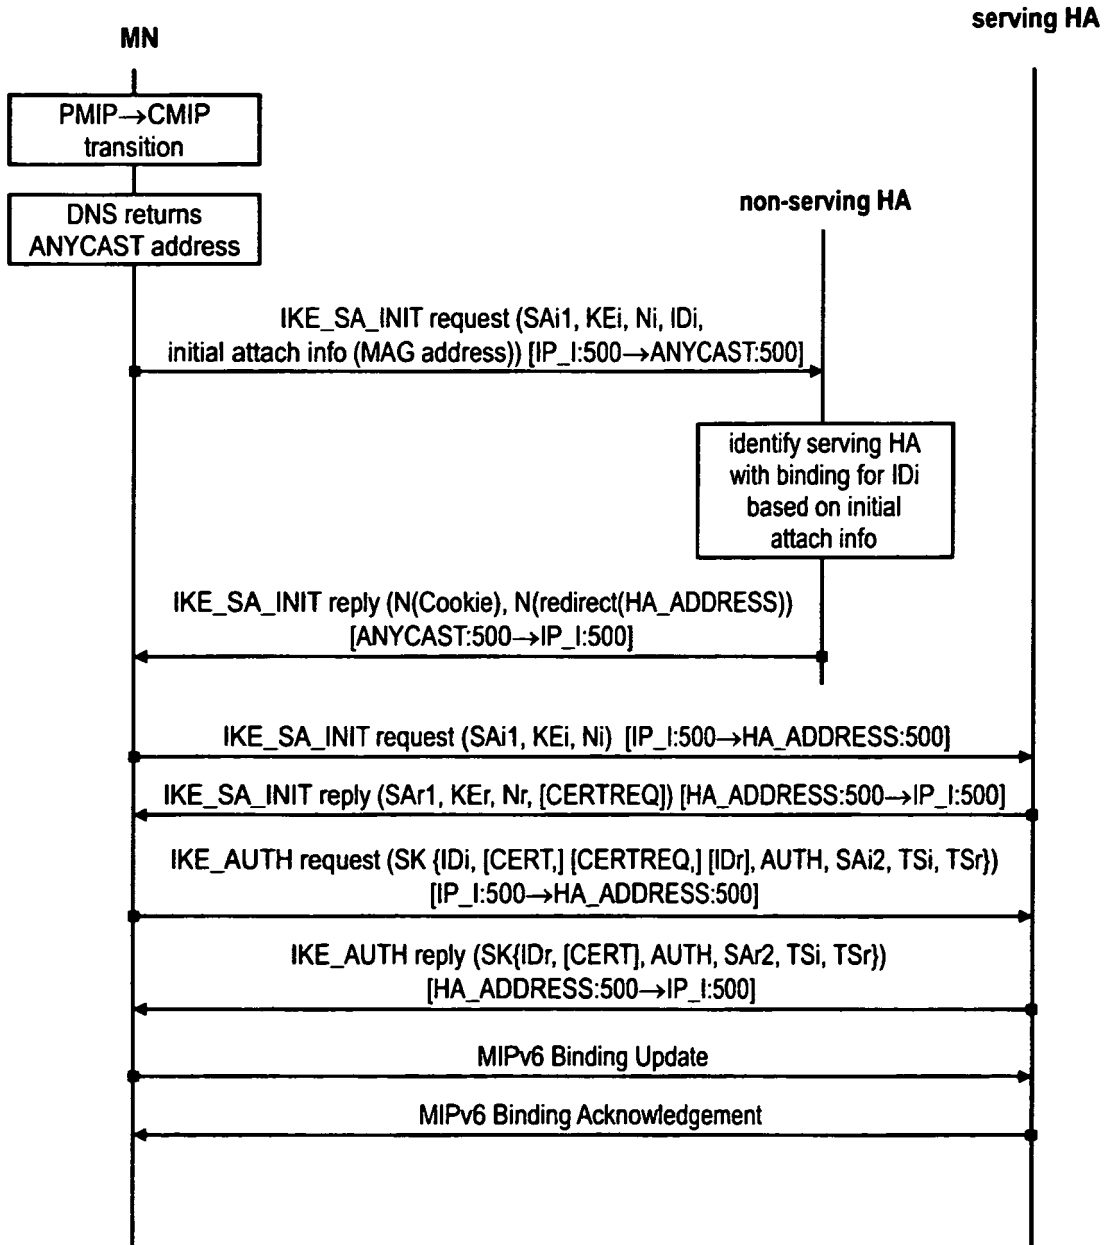 serving HA
MN
PMIP→CMIP
transition
DNS returns
ANYCAST address
non-serving HA
IKE_SA_INIT request (SAi1, KEi, Ni, IDi,
initial attach info (MAG address)) [IP_I:500→ANYCAST:500]
identify serving HA
with binding for IDi
based on initial
attach info
IKE_SA_INIT reply (N(Cookie), N(redirect(HA_ADDRESS))
[ANYCAST:500→IP_I:500]
IKE_SA_INIT request (SAi1, KEi, Ni) [IP_I:500→HA_ADDRESS:500]
IKE_SA_INIT reply (SAr1, KEr, Nr, [CERTREQ]) [HA_ADDRESS:500→IP_I:500]
IKE_AUTH request (SK {IDi, [CERT,] [CERTREQ,] [IDr], AUTH, SAi2, TSi, TSr})
[IP_I:500→HA_ADDRESS:500]
IKE_AUTH reply (SK{IDr, [CERT], AUTH, SAr2, TSi, TSr})
[HA_ADDRESS:500→IP_I:500]
MIPv6 Binding Update
MIPv6 Binding Acknowledgement